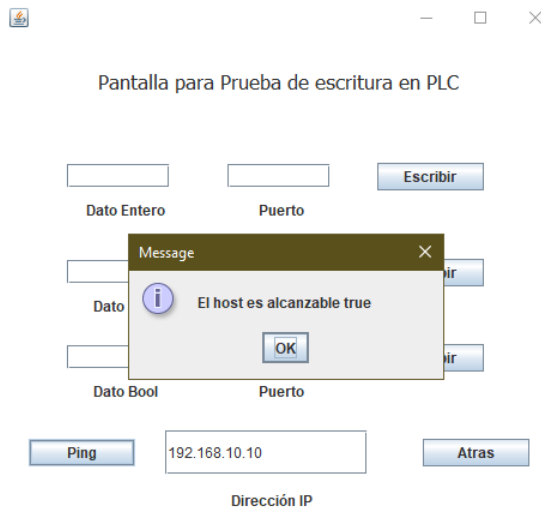 Pantalla para Prueba de escritura en PLC
Escribir
Dato Entero Puerto
Message
El host es alcanzable true
OK
Dato
Dato Bool Puerto
Ping 192.168.10.10 Atras
Dirección IP